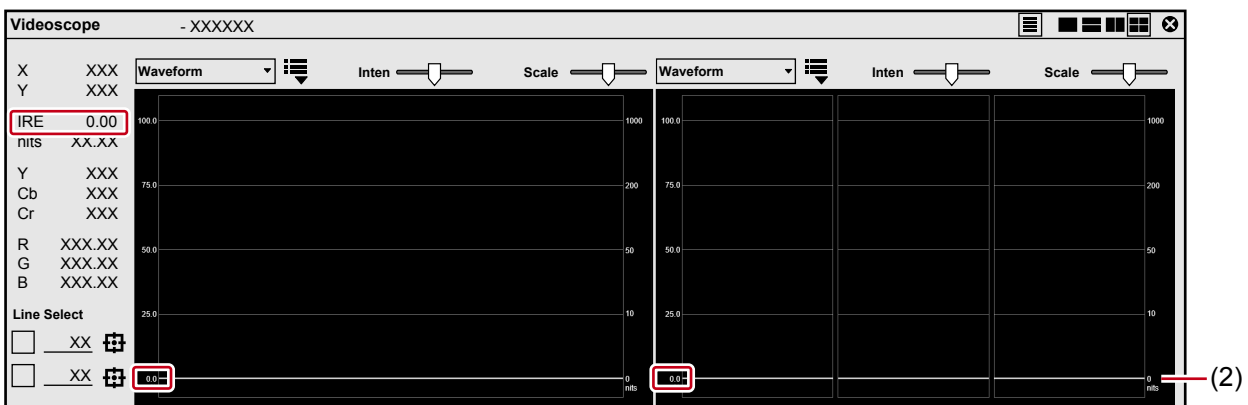 Videoscope - XXXXXX
X XXX
Y XXX
IRE 0.00
nits XX.XX
Y XXX
Cb XXX
Cr XXX
R XXX.XX
G XXX.XX
B XXX.XX
Line Select
XX
XX
Waveform Inten Scale
100.0 1000
75.0 200
50.0 50
25.0 10
0.0 0
nits
Waveform Inten Scale
100.0 1000
75.0 200
50.0 50
25.0 10
0.0 0
nits
(2)